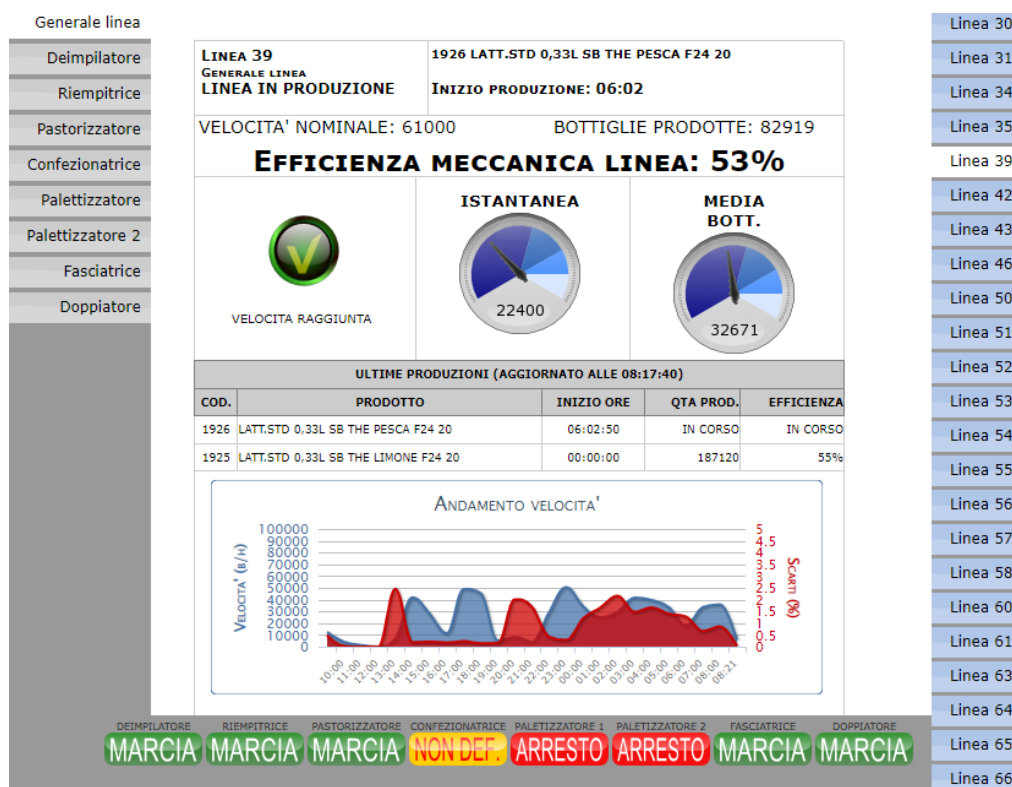 Generale linea
Deimpilatore
Riempitrice
Pastorizzatore
Confezionatrice
Palettizzatore
Palettizzatore 2
Fasciatrice
Doppiatore
LINEA 39
GENERALE LINEA
LINEA IN PRODUZIONE
1926 LATT.STD 0,33L SB THE PESCA F24 20
INIZIO PRODUZIONE: 06:02
VELOCITA' NOMINALE: 61000 BOTTIGLIE PRODOTTE: 82919
EFFICIENZA MECCANICA LINEA: 53%
VELOCITA RAGGIUNTA
ISTANTANEA
22400
MEDIA
BOTT.
32671
ULTIME PRODUZIONI (AGGIORNATO ALLE 08:17:40)
COD. PRODOTTO INIZIO ORE QTA PROD. EFFICIENZA
1926 LATT.STD 0,33L SB THE PESCA F24 20 06:02:50 IN CORSO IN CORSO
1925 LATT.STD 0,33L SB THE LIMONE F24 20 00:00:00 187120 55%
ANDAMENTO VELOCITA'
VELOCITA' (B/H)
100000
90000
80000
70000
60000
50000
40000
30000
20000
10000
0
5
4.5
4
3.5
3
2.5
2
1.5
1
0.5
0
SCARTI (%)
10:00 11:00 12:00 13:00 14:00 15:00 16:00 17:00 18:00 19:00 20:00 21:00 22:00 23:00 00:00 01:00 02:00 03:00 04:00 05:00 06:00 07:00 08:00 08:21
DEIMPILATORE RIEMPITRICE PASTORIZZATORE CONFEZIONATRICE PALETIZZATORE 1 PALETIZZATORE 2 FASCIATRICE DOPPIATORE
MARCIA MARCIA MARCIA NON DEF. ARRESTO ARRESTO MARCIA MARCIA
Linea 30
Linea 31
Linea 34
Linea 35
Linea 39
Linea 42
Linea 43
Linea 46
Linea 50
Linea 51
Linea 52
Linea 53
Linea 54
Linea 55
Linea 56
Linea 57
Linea 58
Linea 60
Linea 61
Linea 63
Linea 64
Linea 65
Linea 66